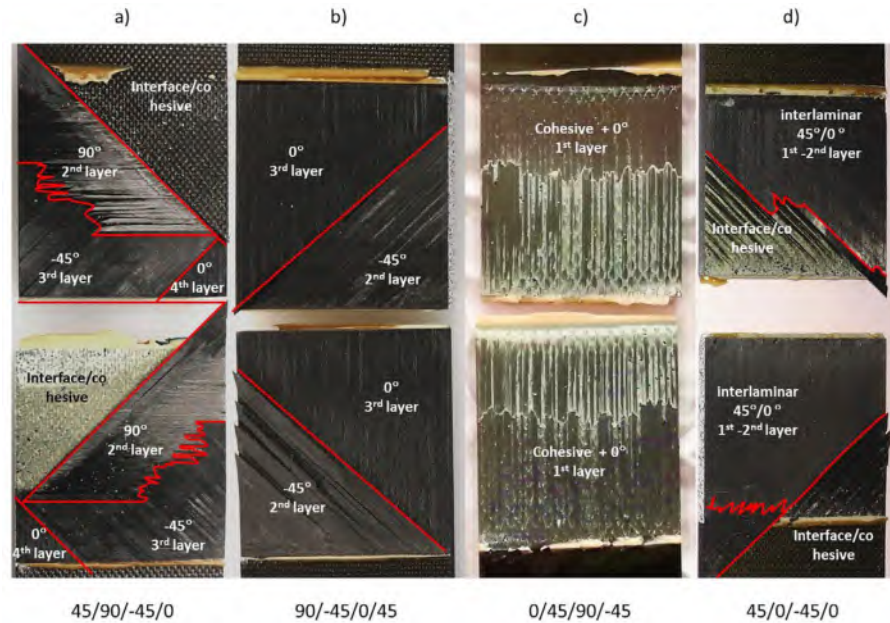 a)
b)
c)
d)
Interface/co
hesive
90°
2nd layer
-45°
3rd layer
0°
4th layer
Interface/co
hesive
90°
2nd layer
0°
4th layer
-45°
3rd layer
0°
3rd layer
-45°
2nd layer
0°
3rd layer
-45°
2nd layer
Cohesive + 0°
1st layer
Cohesive + 0°
1st layer
interlaminar
45°/0°
1st -2nd layer
Interface/co
hesive
interlaminar
45°/0°
1st -2nd layer
Interface/co
hesive
45/90/-45/0
90/-45/0/45
0/45/90/-45
45/0/-45/0